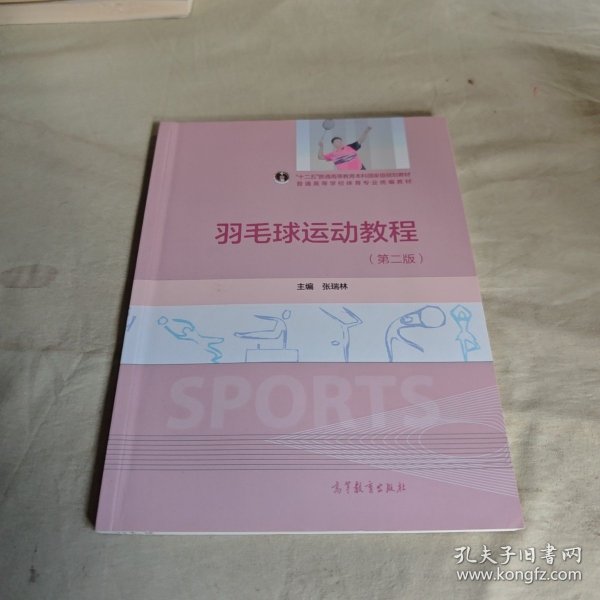 “十二五”普通高等教育本科国家级规划教材
普通高等学校体育专业统编教材
羽毛球运动教程
（第二版）
主编 张瑞林
SPORTS
高等教育出版社
孔夫子旧书网
www.kongfz.com